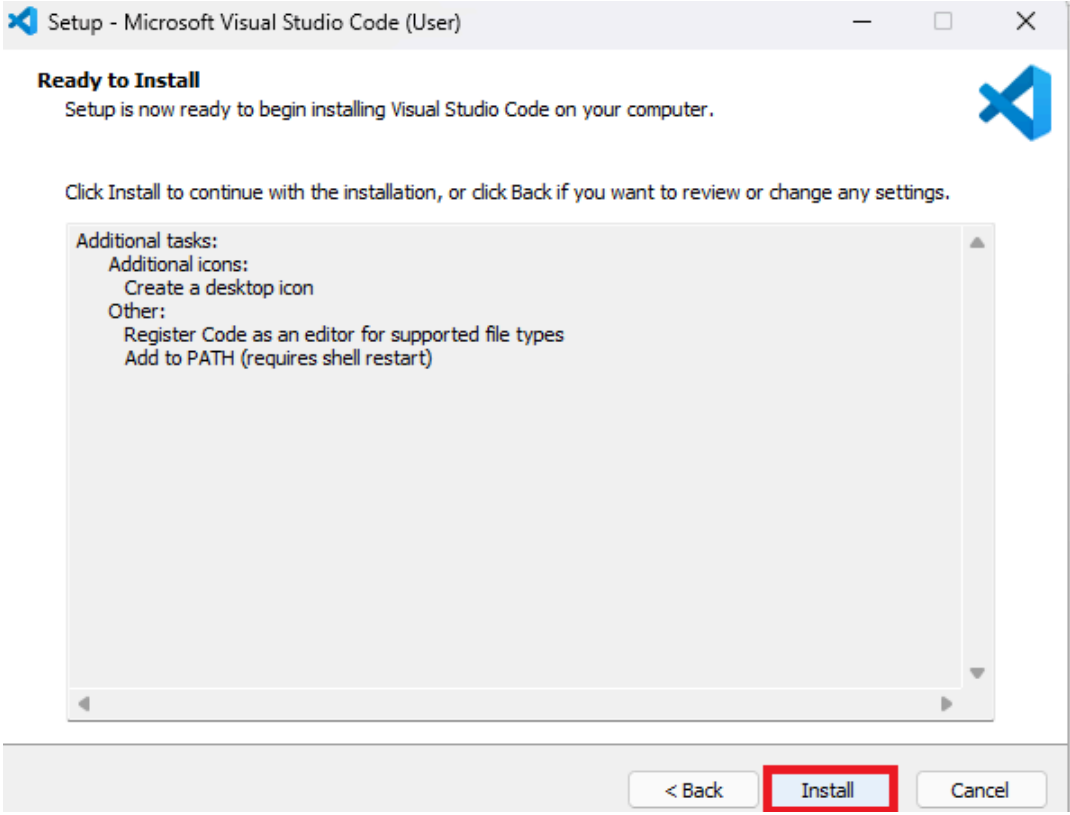 Setup - Microsoft Visual Studio Code (User)
Ready to Install
Setup is now ready to begin installing Visual Studio Code on your computer.
Click Install to continue with the installation, or click Back if you want to review or change any settings.
Additional tasks:
Additional icons:
Create a desktop icon
Other:
Register Code as an editor for supported file types
Add to PATH (requires shell restart)
< Back
Install
Cancel